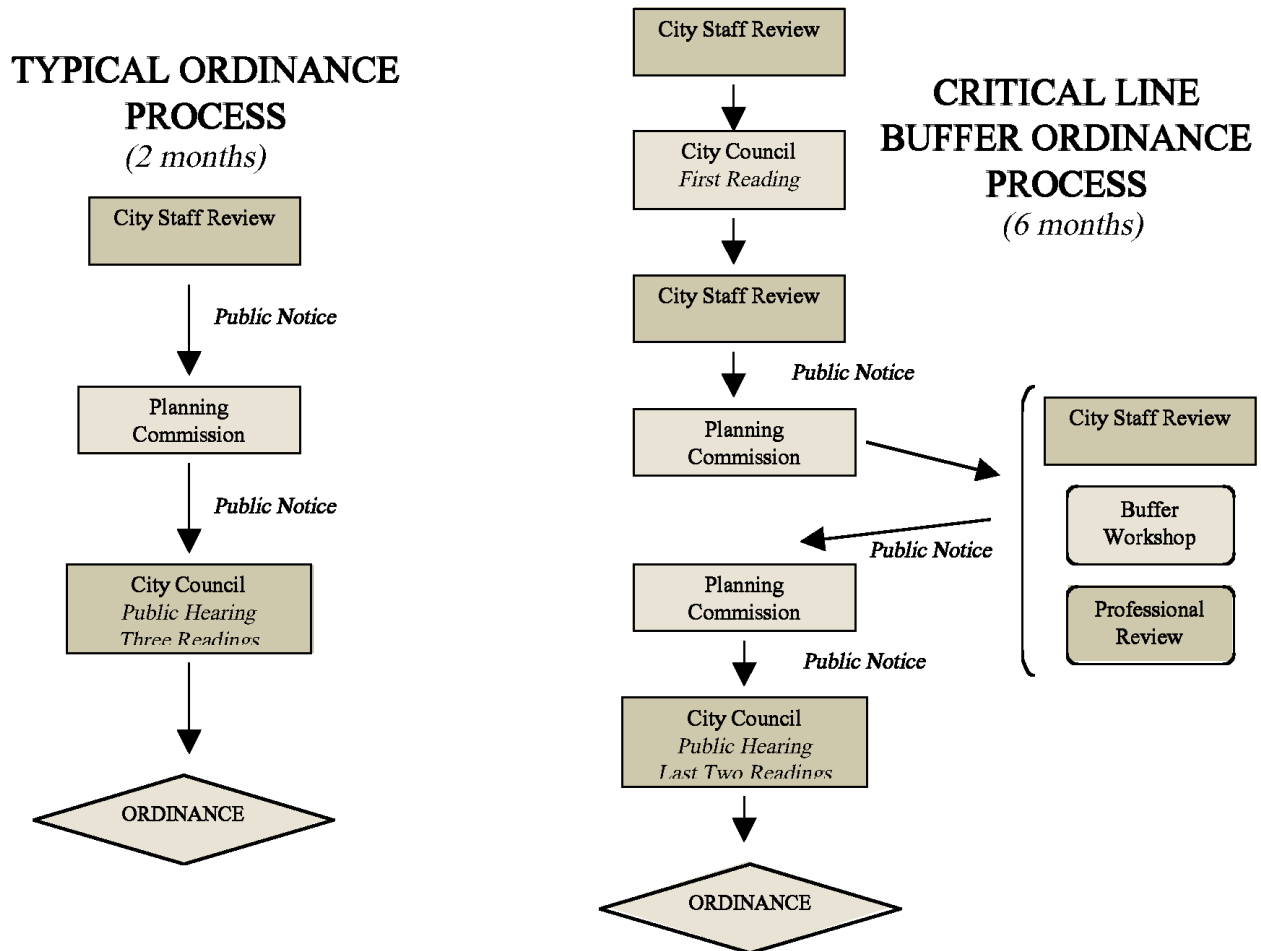 TYPICAL ORDINANCE
PROCESS
(2 months)
City Staff Review
Public Notice
Planning
Commission
Public Notice
City Council
Public Hearing
Three Readings
ORDINANCE
CRITICAL LINE
BUFFER ORDINANCE
PROCESS
(6 months)
City Staff Review
City Council
First Reading
City Staff Review
Public Notice
Planning
Commission
City Staff Review
Buffer
Workshop
Professional
Review
Public Notice
Planning
Commission
Public Notice
City Council
Public Hearing
Last Two Readings
ORDINANCE